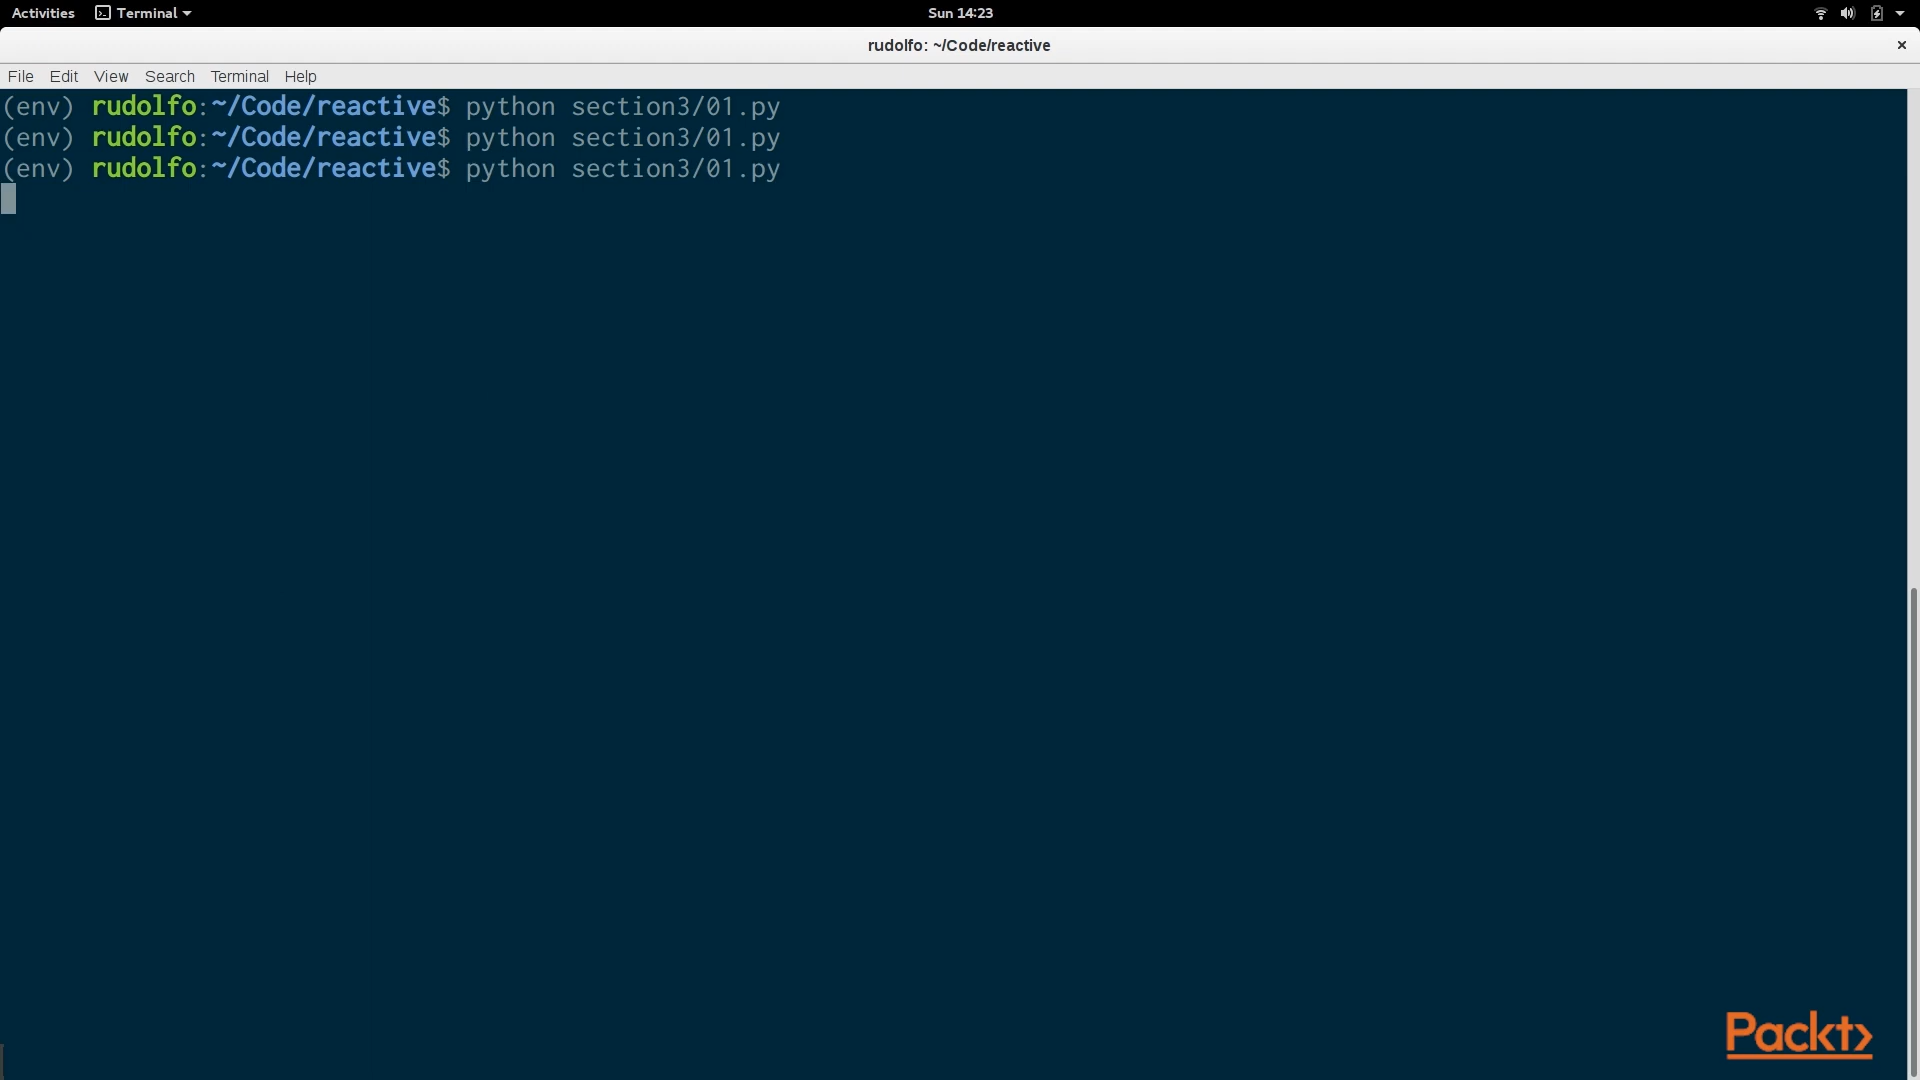 Activities Terminal Sun 14:23
rudolfo: ~/Code/reactive ×
File Edit View Search Terminal Help
(env) rudolfo:~/Code/reactive$ python section3/01.py
(env) rudolfo:~/Code/reactive$ python section3/01.py
(env) rudolfo:~/Code/reactive$ python section3/01.py
Packt>